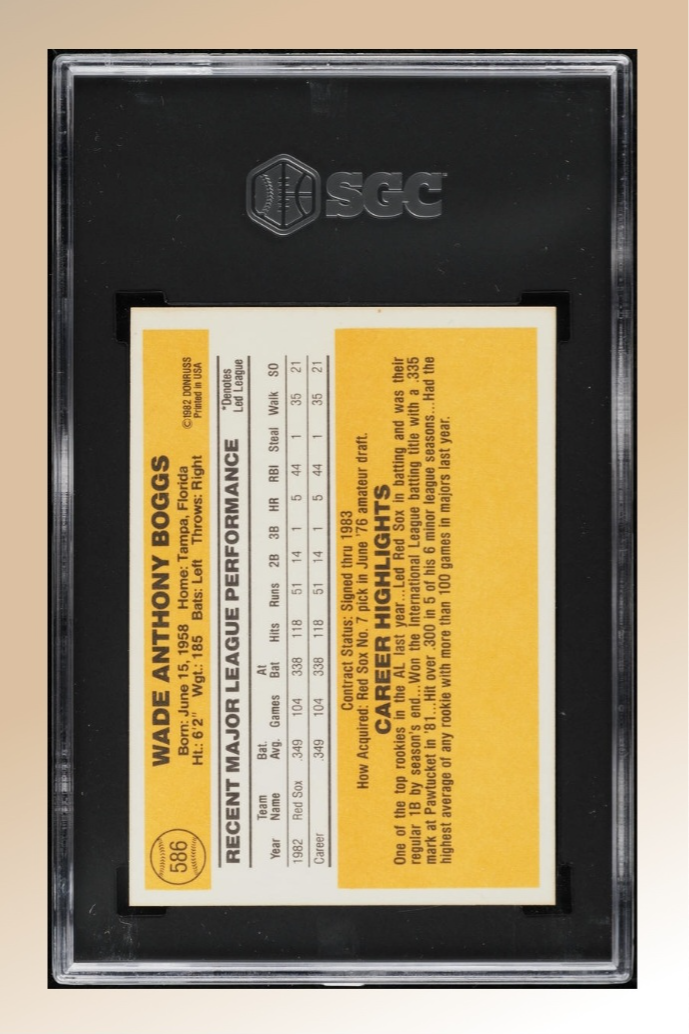 SGC
586
WADE ANTHONY BOGGS
Born: June 15, 1958 Home: Tampa, Florida
Ht.: 6'2" Wgt.: 185 Bats: Left Throws: Right
©1982 DONRUSS
Printed in USA
RECENT MAJOR LEAGUE PERFORMANCE
*Denotes
Led League
Year Team Name Bat. Avg. Games At Bat Hits Runs 2B 3B HR RBI Steal Walk SO
1982 Red Sox .349 104 338 118 51 14 1 5 44 1 35 21
Career .349 104 338 118 51 14 1 5 44 1 35 21
Contract Status: Signed thru 1983
How Acquired: Red Sox No. 7 pick in June '76 amateur draft.
CAREER HIGHLIGHTS
One of the top rookies in the AL last year...Led Red Sox in batting and was their
regular 1B by season's end...Won the International League batting title with a .335
mark at Pawtucket in '81...Hit over .300 in 5 of his 6 minor league seasons...Had the
highest average of any rookie with more than 100 games in majors last year.